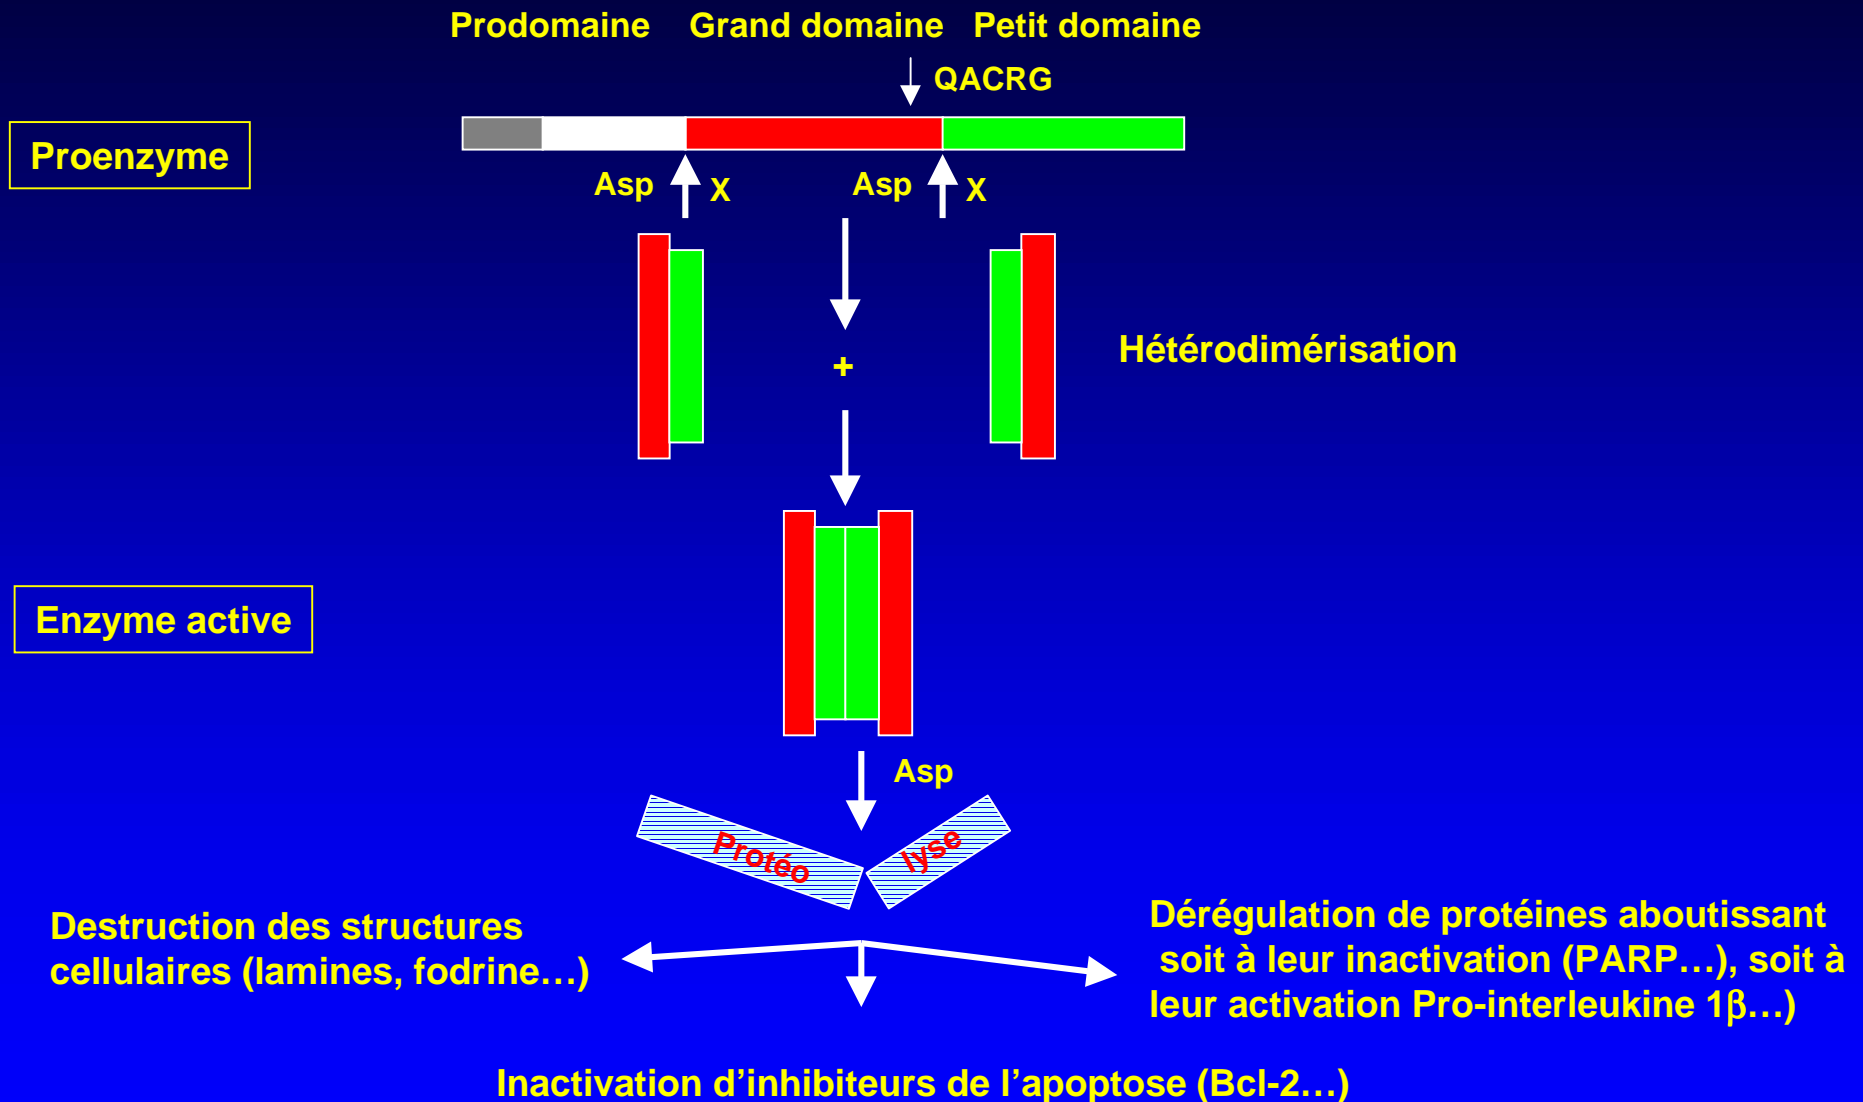 Prodomaine Grand domaine Petit domaine
QACRG
Proenzyme
Asp X Asp X
Hétérodimérisation
+
Enzyme active
Asp
Protéo lyse
Destruction des structures
cellulaires (lamines, fodrine…)
Dérégulation de protéines aboutissant
soit à leur inactivation (PARP…), soit à
leur activation Pro-interleukine 1β…)
Inactivation d’inhibiteurs de l’apoptose (Bcl-2…)